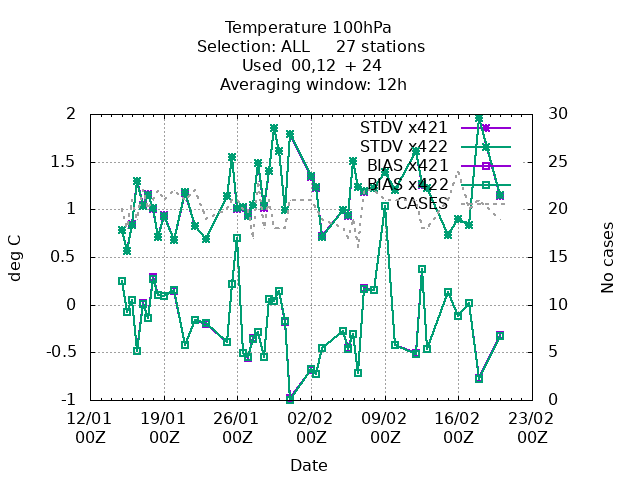 Temperature 100hPa
Selection: ALL 27 stations
Used 00,12 + 24
Averaging window: 12h
2
1.5
1
0.5
0
-0.5
-1
deg C
30
25
20
15
10
5
0
No cases
STDV x421
STDV x422
BIAS x421
BIAS x422
CASES
12/01 19/01 26/01 02/02 09/02 16/02 23/02
00Z 00Z 00Z 00Z 00Z 00Z 00Z
Date